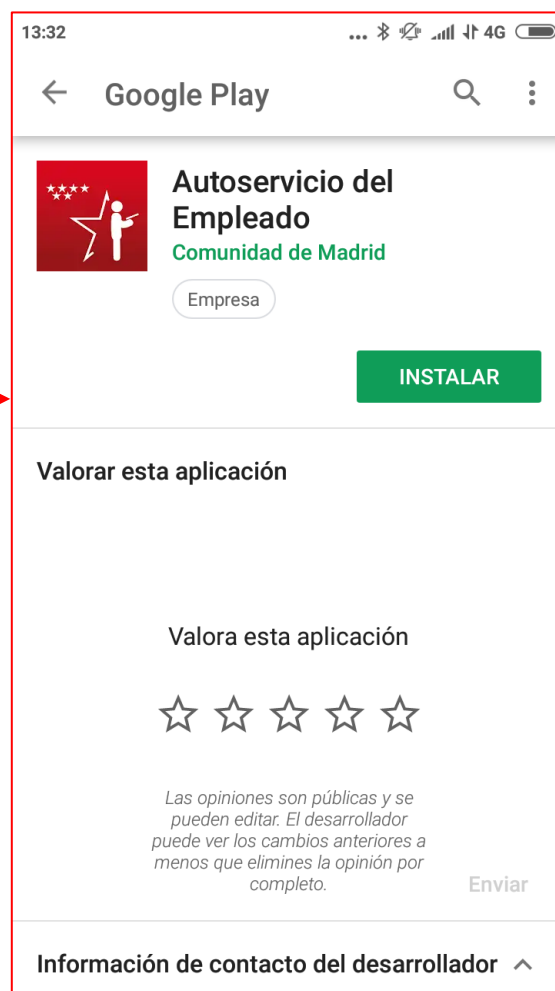 13:32
... 4G
Google Play
Autoservicio del
Empleado
Comunidad de Madrid
Empresa
INSTALAR
Valorar esta aplicación
Valora esta aplicación
Las opiniones son públicas y se
pueden editar. El desarrollador
puede ver los cambios anteriores a
menos que elimines la opinión por
completo.
Enviar
Información de contacto del desarrollador